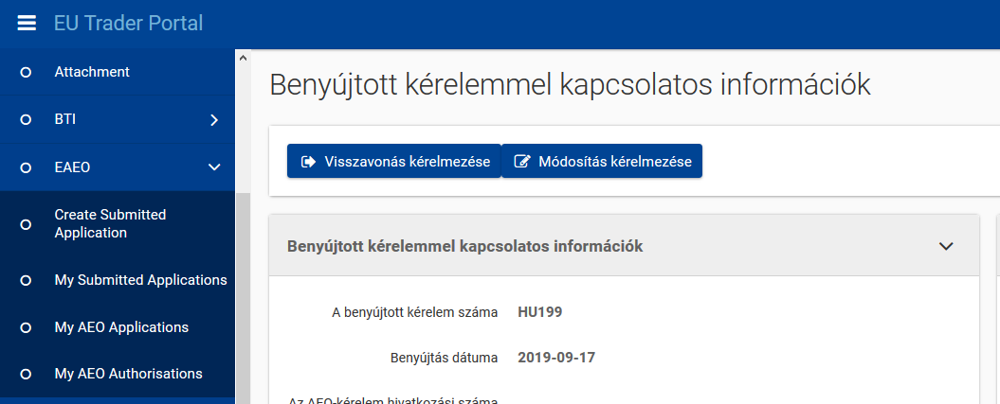 EU Trader Portal
Attachment
BTI
EAEO
Create Submitted
Application
My Submitted Applications
My AEO Applications
My AEO Authorisations
Benyújtott kérelemmel kapcsolatos információk
Visszavonás kérelmezése Módosítás kérelmezése
Benyújtott kérelemmel kapcsolatos információk
A benyújtott kérelem száma HU199
Benyújtás dátuma 2019-09-17
Az AEO-kérelem hivatkozási száma